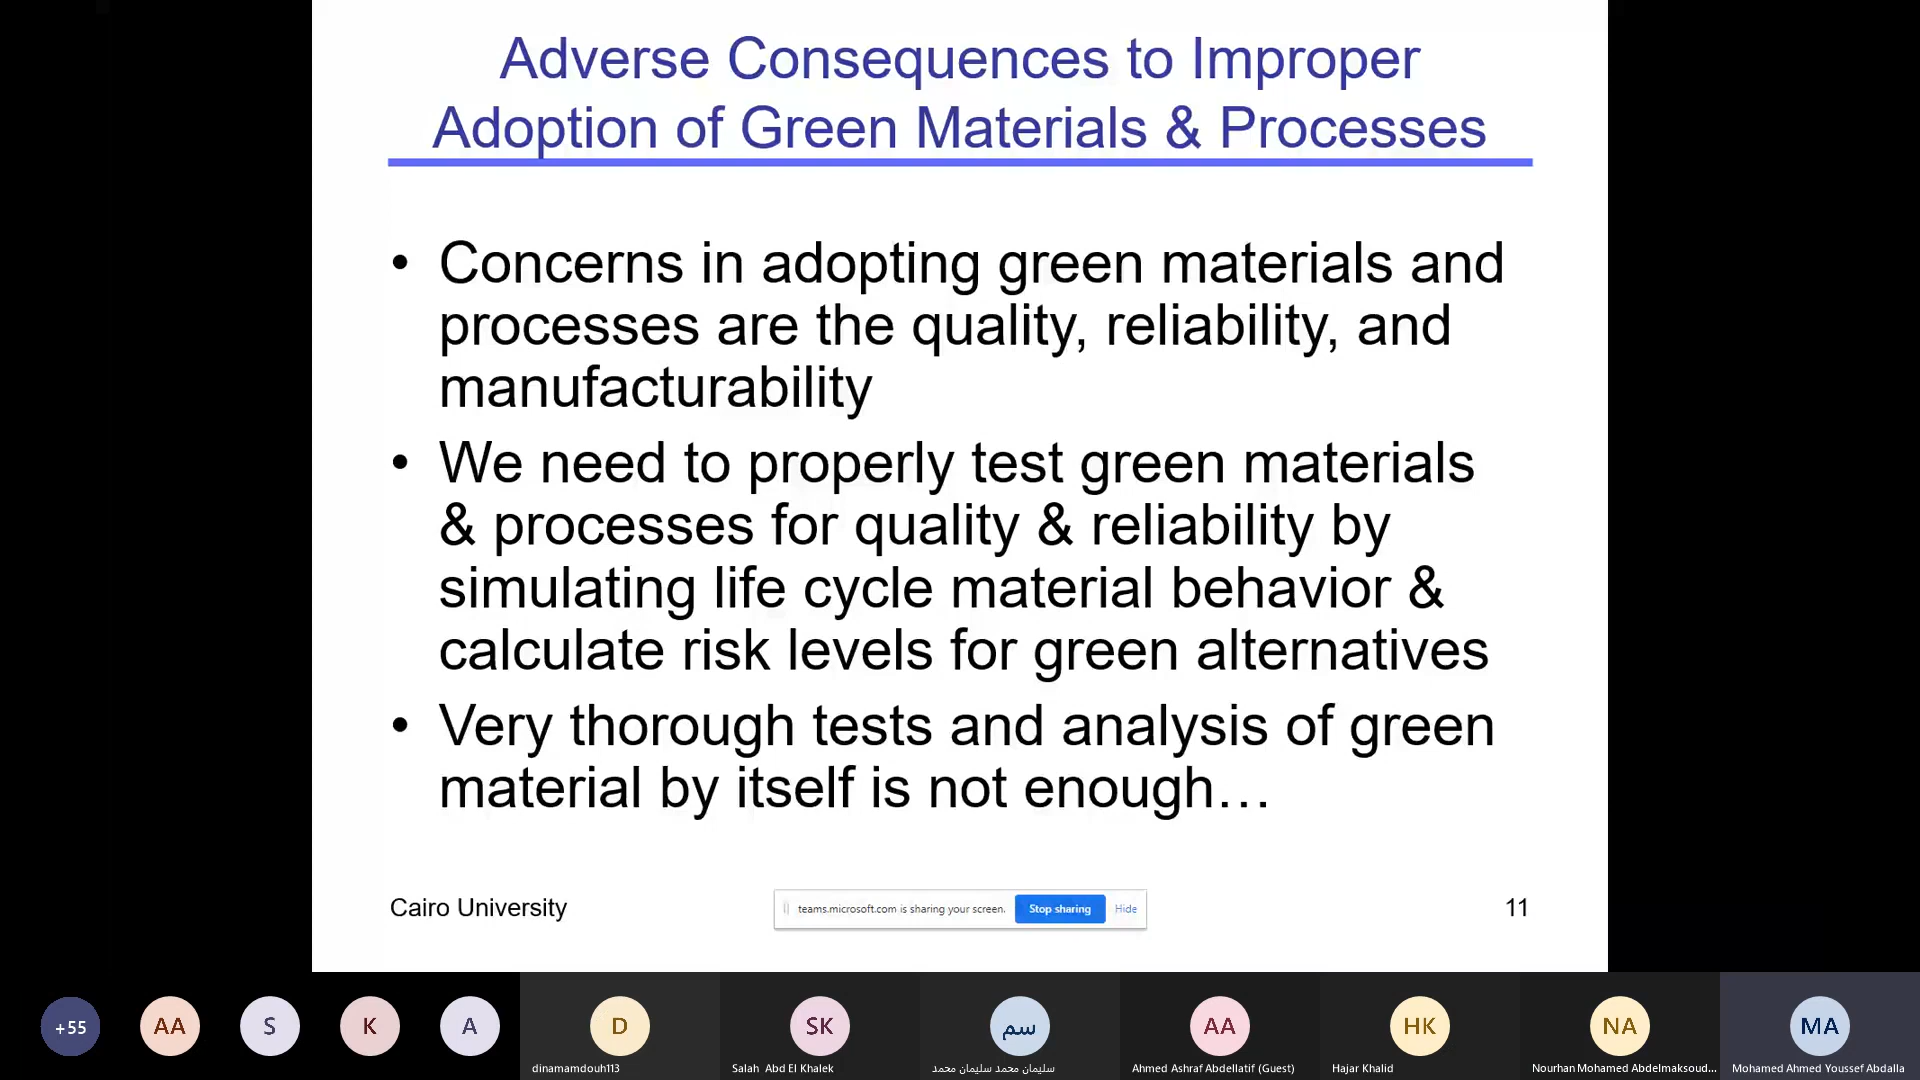 Adverse Consequences to Improper
Adoption of Green Materials & Processes
• Concerns in adopting green materials and
processes are the quality, reliability, and
manufacturability
• We need to properly test green materials
& processes for quality & reliability by
simulating life cycle material behavior &
calculate risk levels for green alternatives
• Very thorough tests and analysis of green
material by itself is not enough…
Cairo University
teams.microsoft.com is sharing your screen.
Stop sharing
Hide
11
+55
AA
S
K
A
D
SK
سم
AA
HK
NA
MA
dinamamdouh113
Salah Abd El Khalek
سليمان محمد سليمان محمد
Ahmed Ashraf Abdellatif (Guest)
Hajar Khalid
Nourhan Mohamed Abdelmaksoud...
Mohamed Ahmed Youssef Abdalla